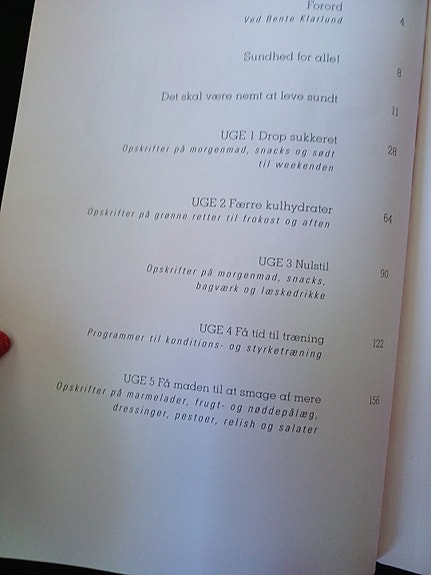 Forord
Ved Bente Klarlund 4
Sundhed for alle! 8
Det skal være nemt at leve sundt 11
UGE 1 Drop sukkeret 28
Opskrifter på morgenmad, snacks og sødt
til weekenden
UGE 2 Færre kulhydrater 64
Opskrifter på grønne retter til frokost og aften
UGE 3 Nulstil 90
Opskrifter på morgenmad, snacks,
bagværk og læskedrikke
UGE 4 Få tid til træning 122
Programmer til konditions- og styrketræning
UGE 5 Få maden til at smage af mere 156
Opskrifter på marmelader, frugt- og nøddepålæg,
dressinger, pestoer, relish og salater